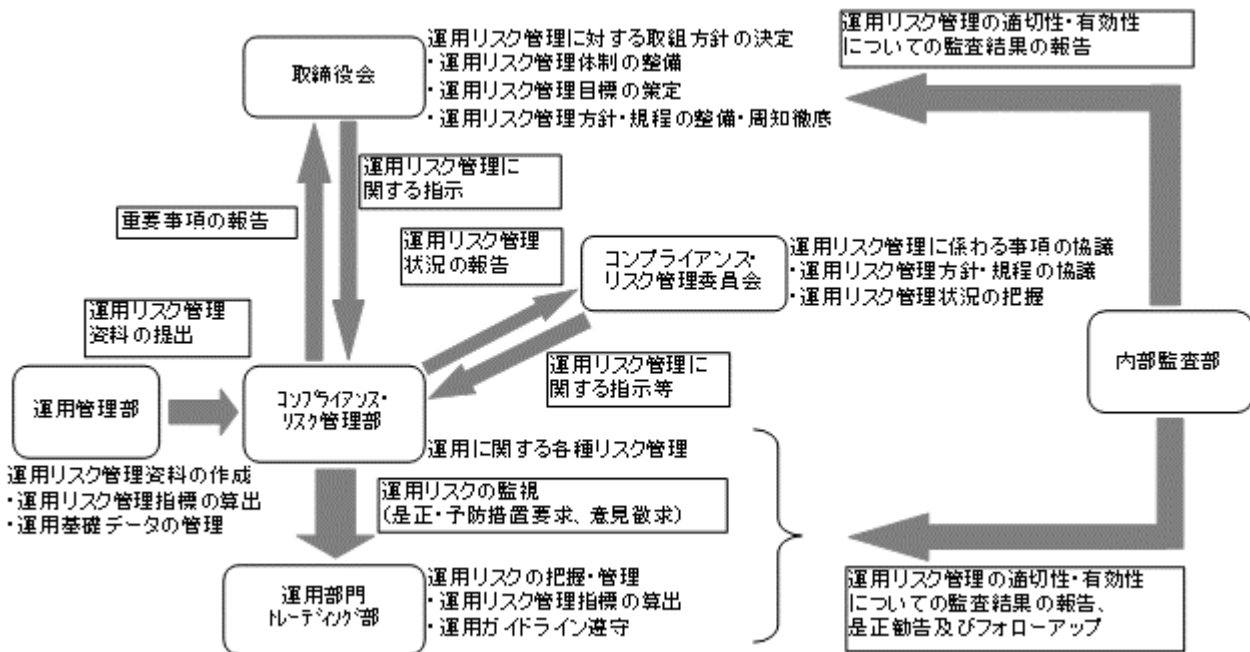 取締役会
運用リスク管理に対する取組方針の決定
・運用リスク管理体制の整備
・運用リスク管理目標の策定
・運用リスク管理方針・規程の整備・周知徹底
運用リスク管理の適切性・有効性
についての監査結果の報告
運用リスク管理に
関する指示
重要事項の報告
運用リスク管理
状況の報告
コンプライアンス・
リスク管理委員会
運用リスク管理に係わる事項の協議
・運用リスク管理方針・規程の協議
・運用リスク管理状況の把握
運用リスク管理
資料の提出
運用リスク管理に
関する指示等
内部監査部
運用管理部
コンプライアンス・
リスク管理部
運用リスク管理資料の作成
・運用リスク管理指標の算出
・運用基礎データの管理
運用に関する各種リスク管理
運用リスクの監視
(是正・予防措置要求、意見徴求)
運用部門
トレーディング部
運用リスクの把握・管理
・運用リスク管理指標の算出
・運用ガイドライン遵守
運用リスク管理の適切性・有効性
についての監査結果の報告、
是正勧告及びフォローアップ